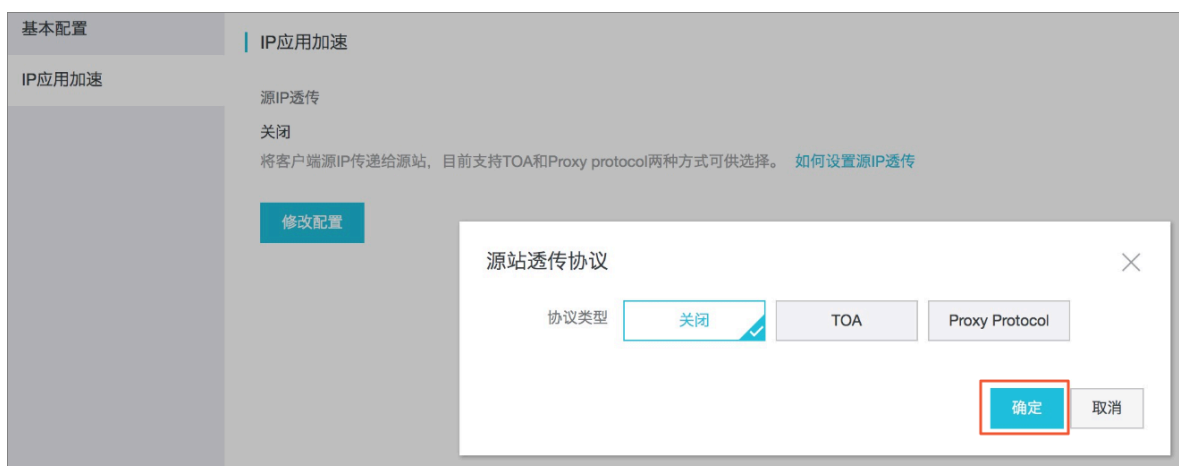 基本配置
IP应用加速
IP应用加速
源IP透传
关闭
将客户端源IP传递给源站，目前支持TOA和Proxy protocol两种方式可供选择。 如何设置源IP透传
修改配置
源站透传协议
协议类型 关闭 TOA Proxy Protocol
确定 取消